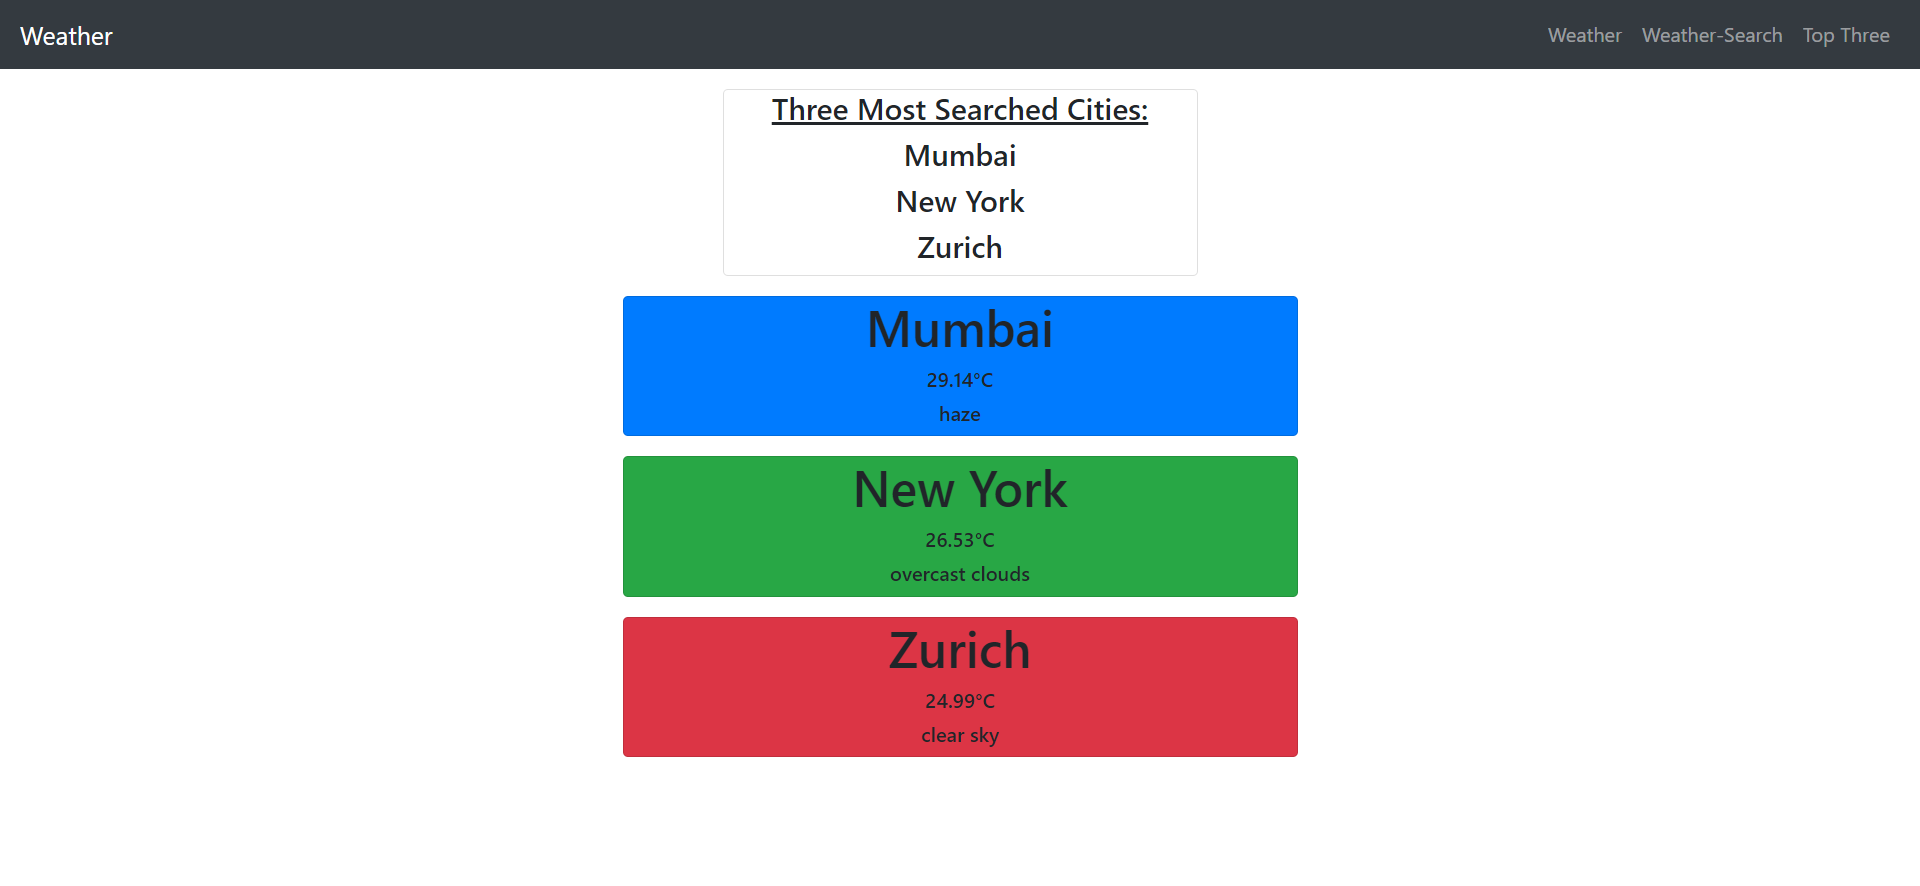 Weather
Weather Weather-Search Top Three
Three Most Searched Cities:
Mumbai
New York
Zurich
Mumbai
29.14°C
haze
New York
26.53°C
overcast clouds
Zurich
24.99°C
clear sky